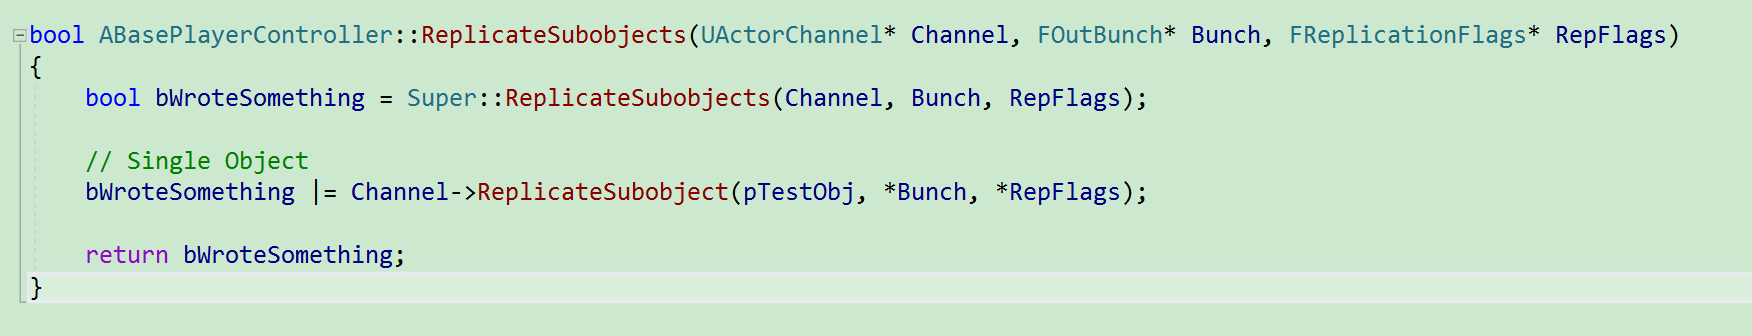 bool ABasePlayerController::ReplicateSubobjects(UActorChannel* Channel, FOutBunch* Bunch, FReplicationFlags* RepFlags)
{
    bool bWroteSomething = Super::ReplicateSubobjects(Channel, Bunch, RepFlags);
    // Single Object
    bWroteSomething |= Channel->ReplicateSubobject(pTestObj, *Bunch, *RepFlags);
    return bWroteSomething;
}